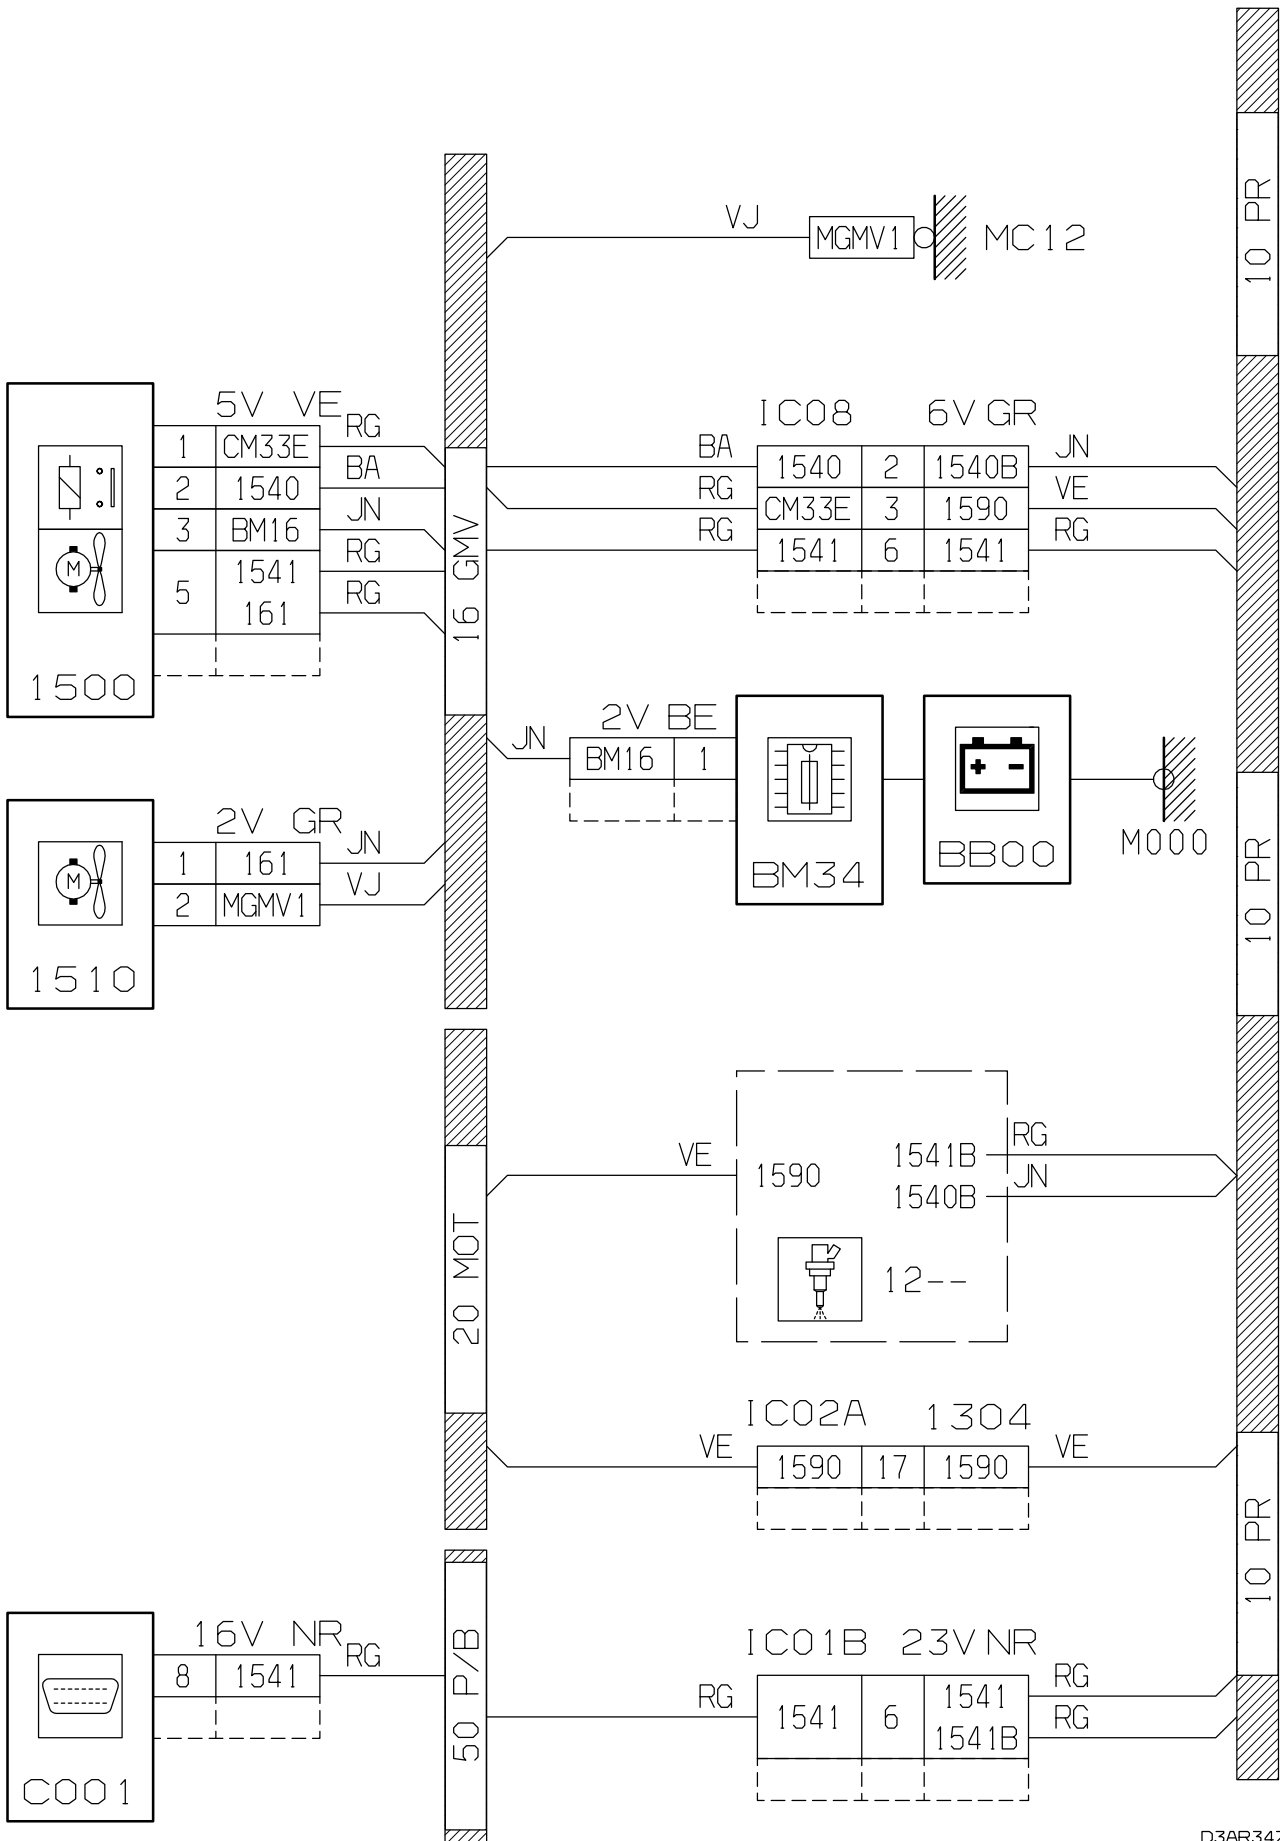 VJ
MGMV1 MC12
10 PR
5V VE
1 CM33E RG
2 1540 BA
3 BM16 JN
5 1541 RG
161 RG
1500
16 GMV
IC08 6V GR
BA 1540 2 1540B JN
RG CM33E 3 1590 VE
RG 1541 6 1541 RG
2V BE
JN BM16 1
BM34
+ -
BB00
M000
10 PR
2V GR
1 161 JN
2 MGMV1 VJ
M
M
1510
20 MOT
VE 1590
1541B RG
1540B JN
12--
IC02A 1304
VE 1590 17 1590 VE
10 PR
16V NR
8 1541 RG
C001
50 P/B
IC01B 23V NR
RG 1541 6 1541 RG
1541B RG